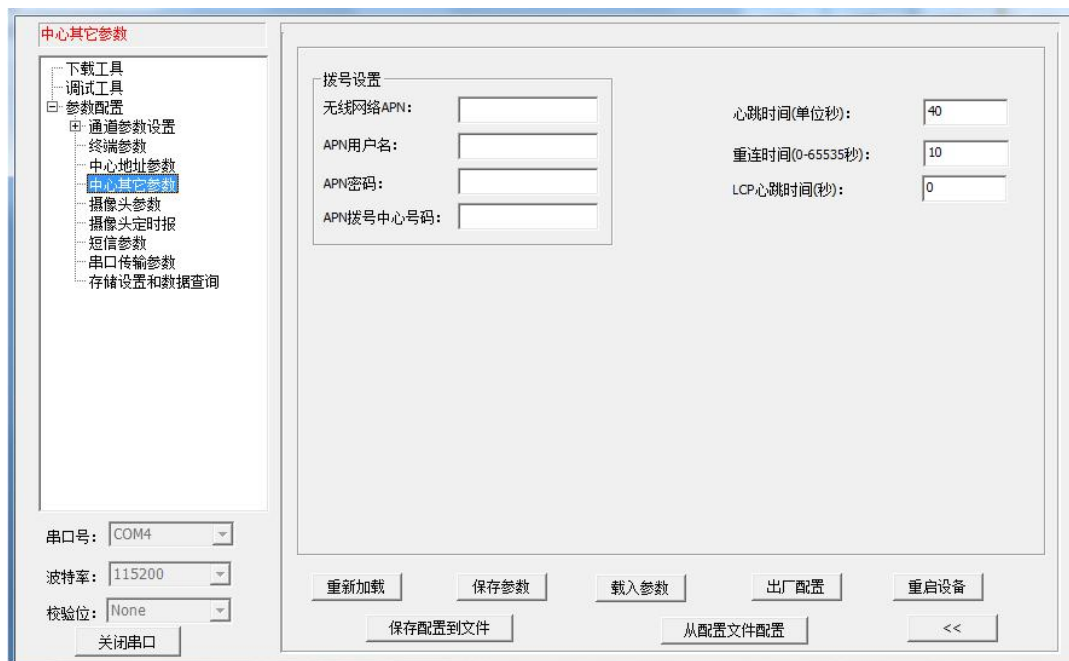 中心其它参数
下载工具
调试工具
参数配置
通道参数设置
终端参数
中心地址参数
中心其它参数
摄像头参数
摄像头定时报
短信参数
串口传输参数
存储设置和数据查询
串口号: COM4
波特率: 115200
校验位: None
关闭串口
拨号设置
无线网络APN:
APN用户名:
APN密码:
APN拨号中心号码:
心跳时间(单位秒): 40
重连时间(0-65535秒): 10
LCP心跳时间(秒): 0
重新加载 保存参数 载入参数 出厂配置 重启设备
保存配置到文件 从配置文件配置 <<